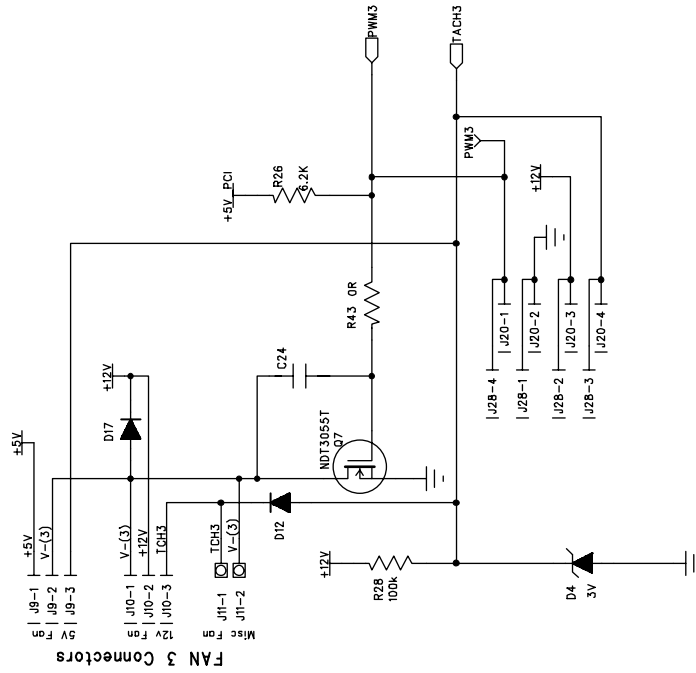 PWM3
TACH3
+5V PCI
R26
6.2K
PWM3
+12V
R43 0R
+12V
C24
+5V
D17
NDT3055T
Q7
J20-1
J20-2
J20-3
J20-4
J28-4
J28-1
J28-2
J28-3
+5V
V-(3)
V-(3)
+12V
TCH3
TCH3
V-(3)
D12
+12V
R28
100k
D4
3V
J9-1
J9-2
J9-3
J10-1
J10-2
J10-3
J11-1
J11-2
5V Fan
12v Fan
Misc Fan
FAN 3 Connectors